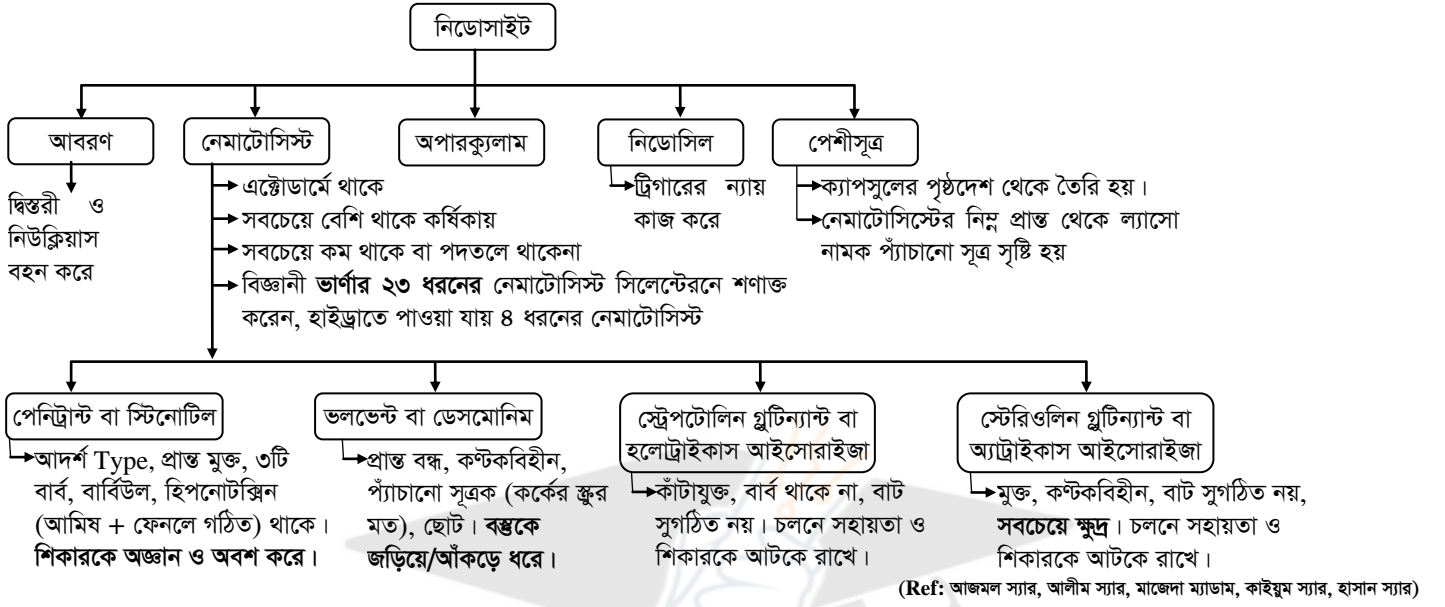 নিডোসাইট
আবরণ
নেমাটোসিস্ট
অপারক্যুলাম
নিডোসিল
পেশীসূত্র
দ্বিস্তরী ও
নিউক্লিয়াস
বহন করে
এক্টোডার্মে থাকে
সবচেয়ে বেশি থাকে কর্ষিকায়
সবচেয়ে কম থাকে বা পদতলে থাকেনা
বিজ্ঞানী ভার্ণার ২৩ ধরনের নেমাটোসিস্ট সিলেন্টেরনে শণাক্ত
করেন, হাইড্রাতে পাওয়া যায় ৪ ধরনের নেমাটোসিস্ট
ট্রিগারের ন্যায়
কাজ করে
ক্যাপসুলের পৃষ্ঠদেশ থেকে তৈরি হয়।
নেমাটোসিস্টের নিম্ন প্রান্ত থেকে ল্যাসো
নামক প্যাঁচানো সূত্র সৃষ্টি হয়
পেনিট্রান্ট বা স্টিনোটিল
আদর্শ Type, প্রান্ত মুক্ত, ৩টি
বার্ব, বার্বিউল, হিপনোটক্সিন
(আমিষ + ফেনলে গঠিত) থাকে।
শিকারকে অজ্ঞান ও অবশ করে।
ভলভেন্ট বা ডেসমোনিম
প্রান্ত বন্ধ, কণ্টকবিহীন,
প্যাঁচানো সূত্রক (কর্কের স্ক্রুর
মত), ছোট। বস্তুকে
জড়িয়ে/আঁকড়ে ধরে।
স্ট্রেপটোলিন গ্লুটিন্যান্ট বা
হলোট্রাইকাস আইসোরাইজা
কাঁটাযুক্ত, বার্ব থাকে না, বাট
সুগঠিত নয়। চলনে সহায়তা ও
শিকারকে আটকে রাখে।
স্টেরিওলিন গ্লুটিন্যান্ট বা
অ্যাট্রাইকাস আইসোরাইজা
মুক্ত, কণ্টকবিহীন, বাট সুগঠিত নয়,
সবচেয়ে ক্ষুদ্র। চলনে সহায়তা ও
শিকারকে আটকে রাখে।
(Ref: আজমল স্যার, আলীম স্যার, মাজেদা ম্যাডাম, কাইয়ুম স্যার, হাসান স্যার)